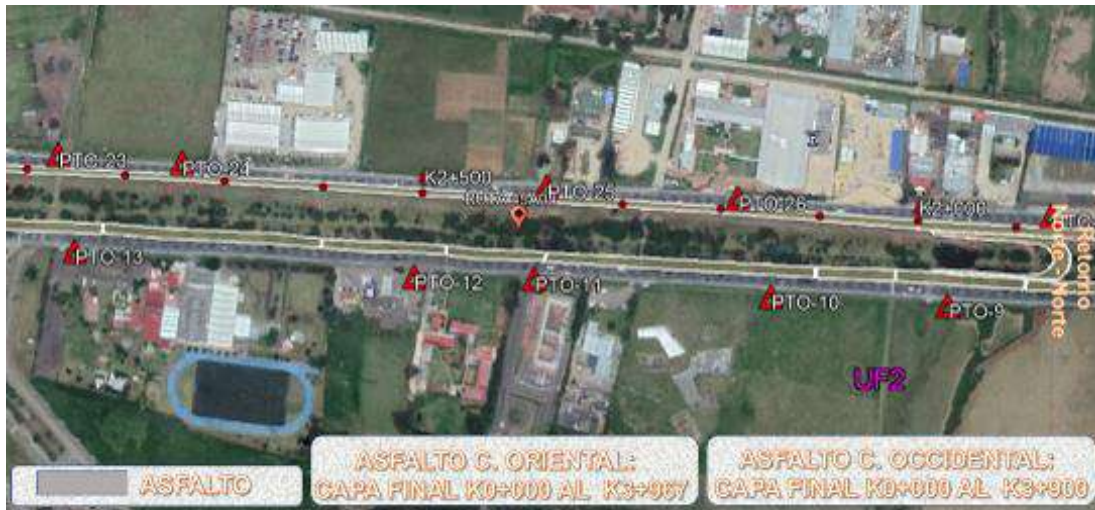 PTO-23
PTO-24
K2+500
PTO-25
PTO-26
K2+000
PTO-13
PTO-12
PTO-11
PTO-10
PTO-9
Retorno
Norte - Norte
UF2
ASFALTO
ASFALTO C. ORIENTAL:
CAPA FINAL K0+000 AL K3+967
ASFALTO C. OCCIDENTAL:
CAPA FINAL K0+000 AL K3+900